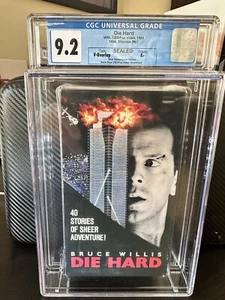 CGC UNIVERSAL GRADE
9.2
Die Hard
SEALED
40
STORIES
OF SHEER
ADVENTURE!
BRUCE WILLIS
DIE HARD